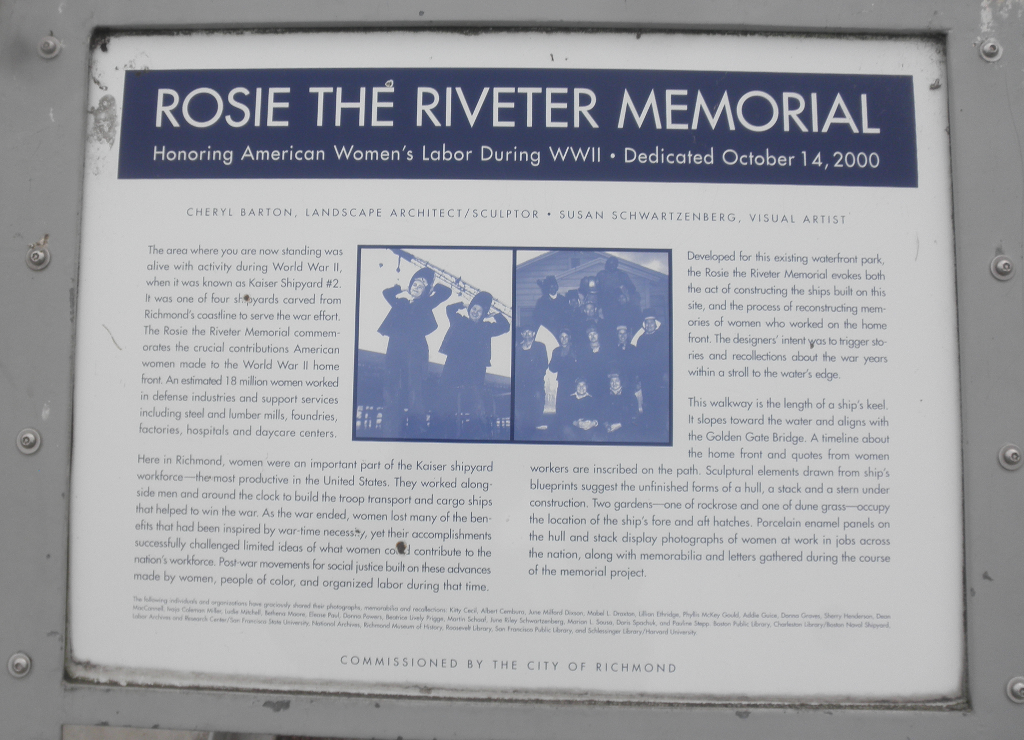 ROSIE THE RIVETER MEMORIAL
Honoring American Women's Labor During WWII • Dedicated October 14, 2000
CHERYL BARTON, LANDSCAPE ARCHITECT/SCULPTOR • SUSAN SCHWARTZENBERG, VISUAL ARTIST
The area where you are now standing was
alive with activity during World War II,
when it was known as Kaiser Shipyard #2.
It was one of four shipyards carved from
Richmond's coastline to serve the war effort.
The Rosie the Riveter Memorial commem-
orates the crucial contributions American
women made to the World War II home
front. An estimated 18 million women worked
in defense industries and support services
including steel and lumber mills, foundries,
factories, hospitals and daycare centers.
Here in Richmond, women were an important part of the Kaiser shipyard
workforce—the most productive in the United States. They worked along-
side men and around the clock to build the troop transport and cargo ships
that helped to win the war. As the war ended, women lost many of the ben-
efits that had been inspired by war-time necessity, yet their accomplishments
successfully challenged limited ideas of what women could contribute to the
nation's workforce. Post-war movements for social justice built on these advances
made by women, people of color, and organized labor during that time.
Developed for this existing waterfront park,
the Rosie the Riveter Memorial evokes both
the act of constructing the ships built on this
site, and the process of reconstructing mem-
ories of women who worked on the home
front. The designers' intent was to trigger sto-
ries and recollections about the war years
within a stroll to the water's edge.
This walkway is the length of a ship's keel.
It slopes toward the water and aligns with
the Golden Gate Bridge. A timeline about
the home front and quotes from women
workers are inscribed on the path. Sculptural elements drawn from ship's
blueprints suggest the unfinished forms of a hull, a stack and a stern under
construction. Two gardens—one of rockrose and one of dune grass—occupy
the location of the ship's fore and aft hatches. Porcelain enamel panels on
the hull and stack display photographs of women at work in jobs across
the nation, along with memorabilia and letters gathered during the course
of the memorial project.
The following individuals and organizations have graciously shared their photographs, memorabilia and recollections: Kitty Cecil, Albert Cembura, June Milford Dinson, Mabel L. Drawton, Lillian Ethridge, Phyllis McKey Gould, Addie Guice, Donna Graves, Sherry Henderson, Dean
MacCannell, Ineja Coleman Miller, Lucille Mitchell, Bethena Moore, Eleane Paul, Donna Powers, Beatrice Lively Prigge, Martin Schaaf, June Riley Schwartzenberg, Marian L. Sousa, Doris Spachuk, and Pauline Stepp. Boston Public Library, Charleston Library/Boston Naval Shipyard,
Labor Archives and Research Center/San Francisco State University, National Archives, Richmond Museum of History, Roosevelt Library, San Francisco Public Library, and Schlessinger Library/Harvard University.
COMMISSIONED BY THE CITY OF RICHMOND